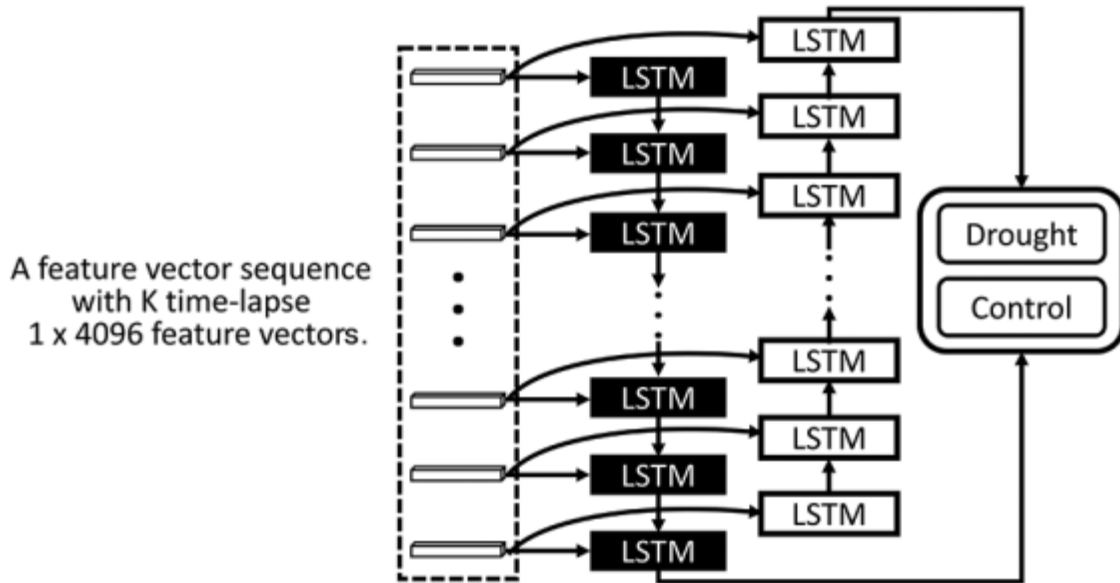 A feature vector sequence
with K time-lapse
1 x 4096 feature vectors.
LSTM
LSTM
LSTM
LSTM
LSTM
LSTM
LSTM
LSTM
LSTM
LSTM
LSTM
LSTM
Drought
Control